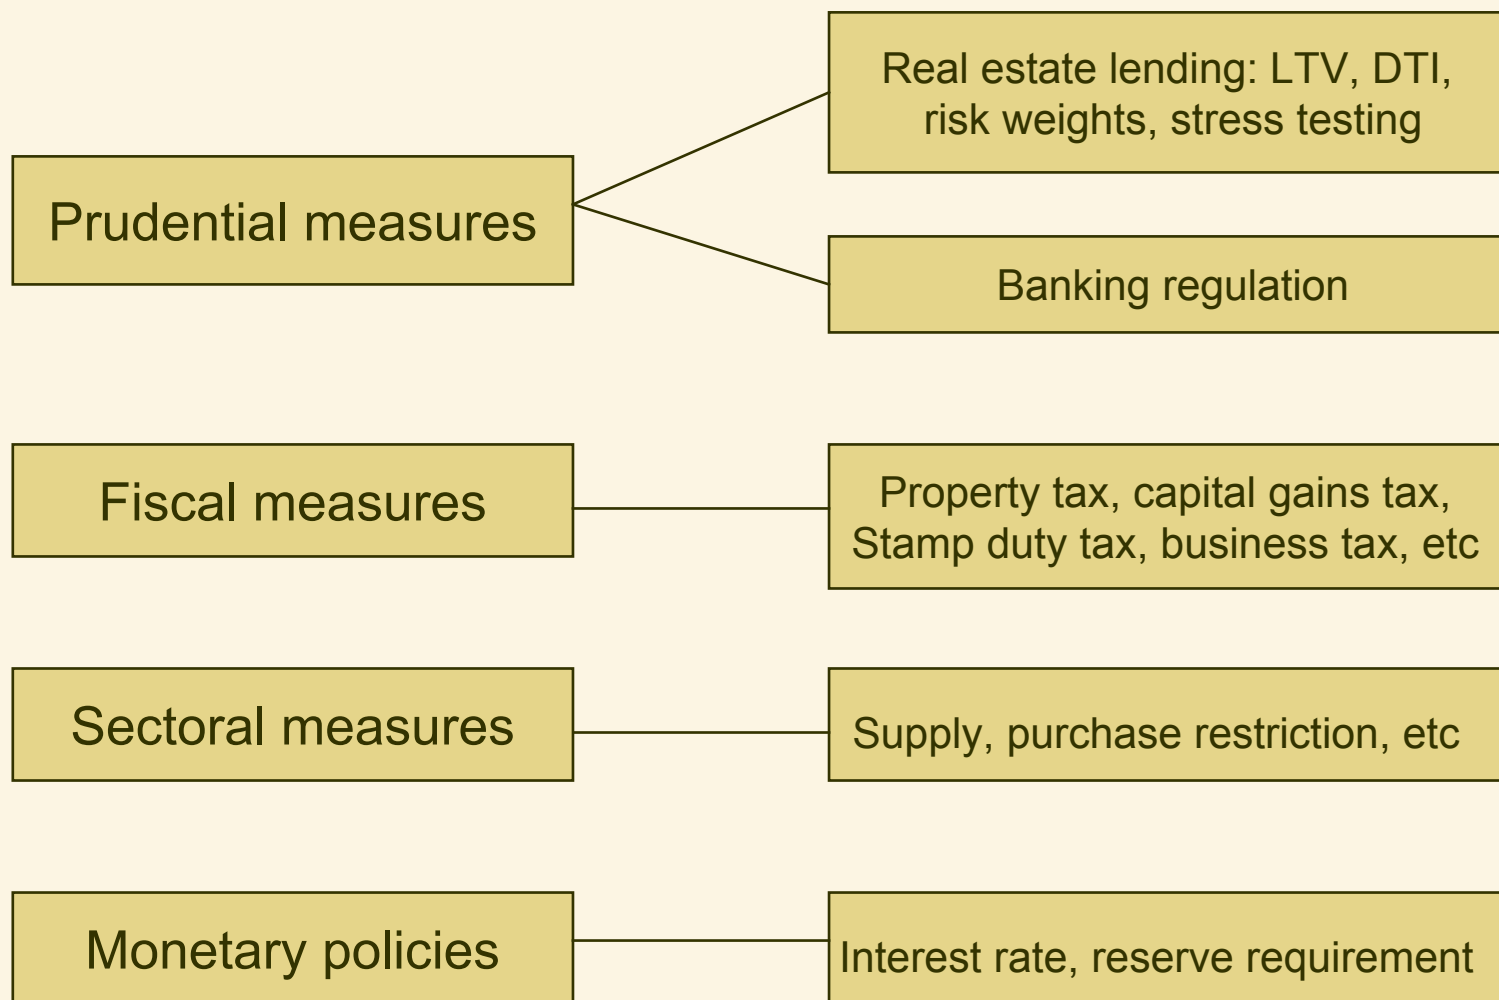 Prudential measures
Real estate lending: LTV, DTI,
risk weights, stress testing
Banking regulation
Fiscal measures
Property tax, capital gains tax,
Stamp duty tax, business tax, etc
Sectoral measures
Supply, purchase restriction, etc
Monetary policies
Interest rate, reserve requirement